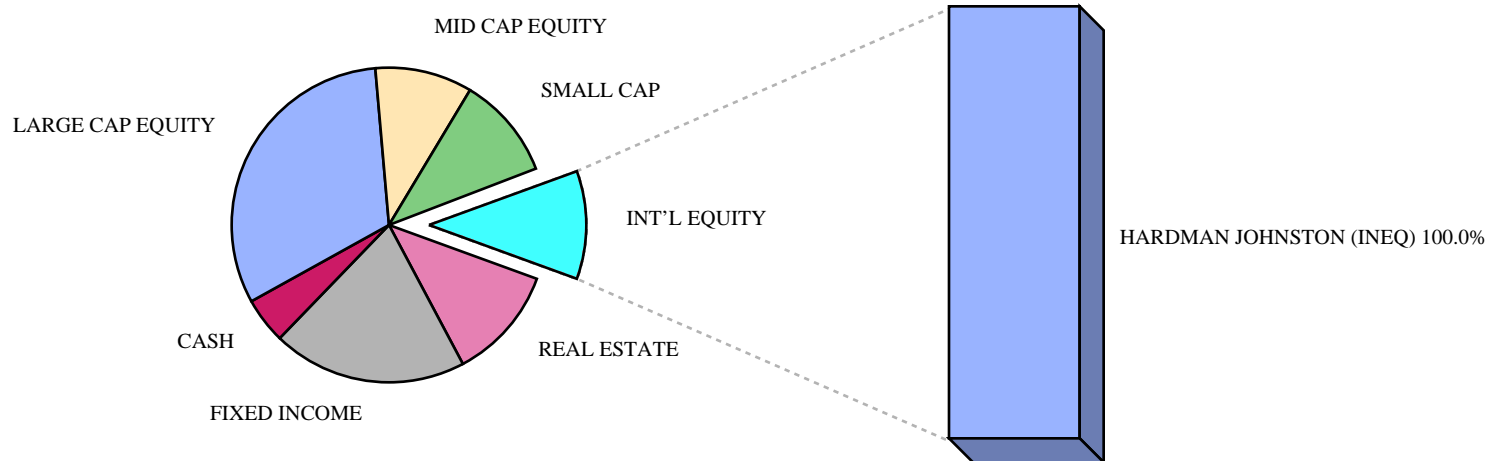 MID CAP EQUITY
SMALL CAP
LARGE CAP EQUITY
INT'L EQUITY
HARDMAN JOHNSTON (INEQ) 100.0%
CASH
REAL ESTATE
FIXED INCOME